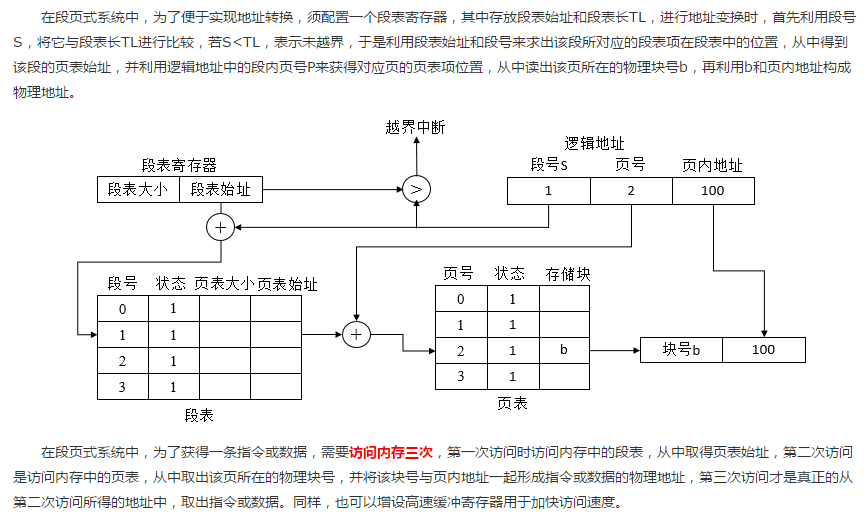 在段页式系统中，为了便于实现地址转换，须配置一个段表寄存器，其中存放段表始址和段表长TL，进行地址变换时，首先利用段号
S，将它与段表长TL进行比较，若S<TL，表示未越界，于是利用段表始址和段号来求出该段所对应的段表项在段表中的位置，从中得到
该段的页表始址，并利用逻辑地址中的段内页号P来获得对应页的页表项位置，从中读出该页所在的物理块号b，再利用b和页内地址构成
物理地址。
越界中断
逻辑地址
段表寄存器
段号S 页号 页内地址
段表大小 段表始址
>
1 2 100
+
段号 状态 页表大小 页表始址
页号 状态 存储块
0 1
0 1
1 1
1 1
2 1
2 1 b
3 1
3 1
+
块号b 100
段表
页表
在段页式系统中，为了获得一条指令或数据，需要访问内存三次，第一次访问时访问内存中的段表，从中取得页表始址，第二次访问
是访问内存中的页表，从中取出该页所在的物理块号，并将该块号与页内地址一起形成指令或数据的物理地址，第三次访问才是真正的从
第二次访问所得的地址中，取出指令或数据。同样，也可以增设高速缓冲寄存器用于加快访问速度。